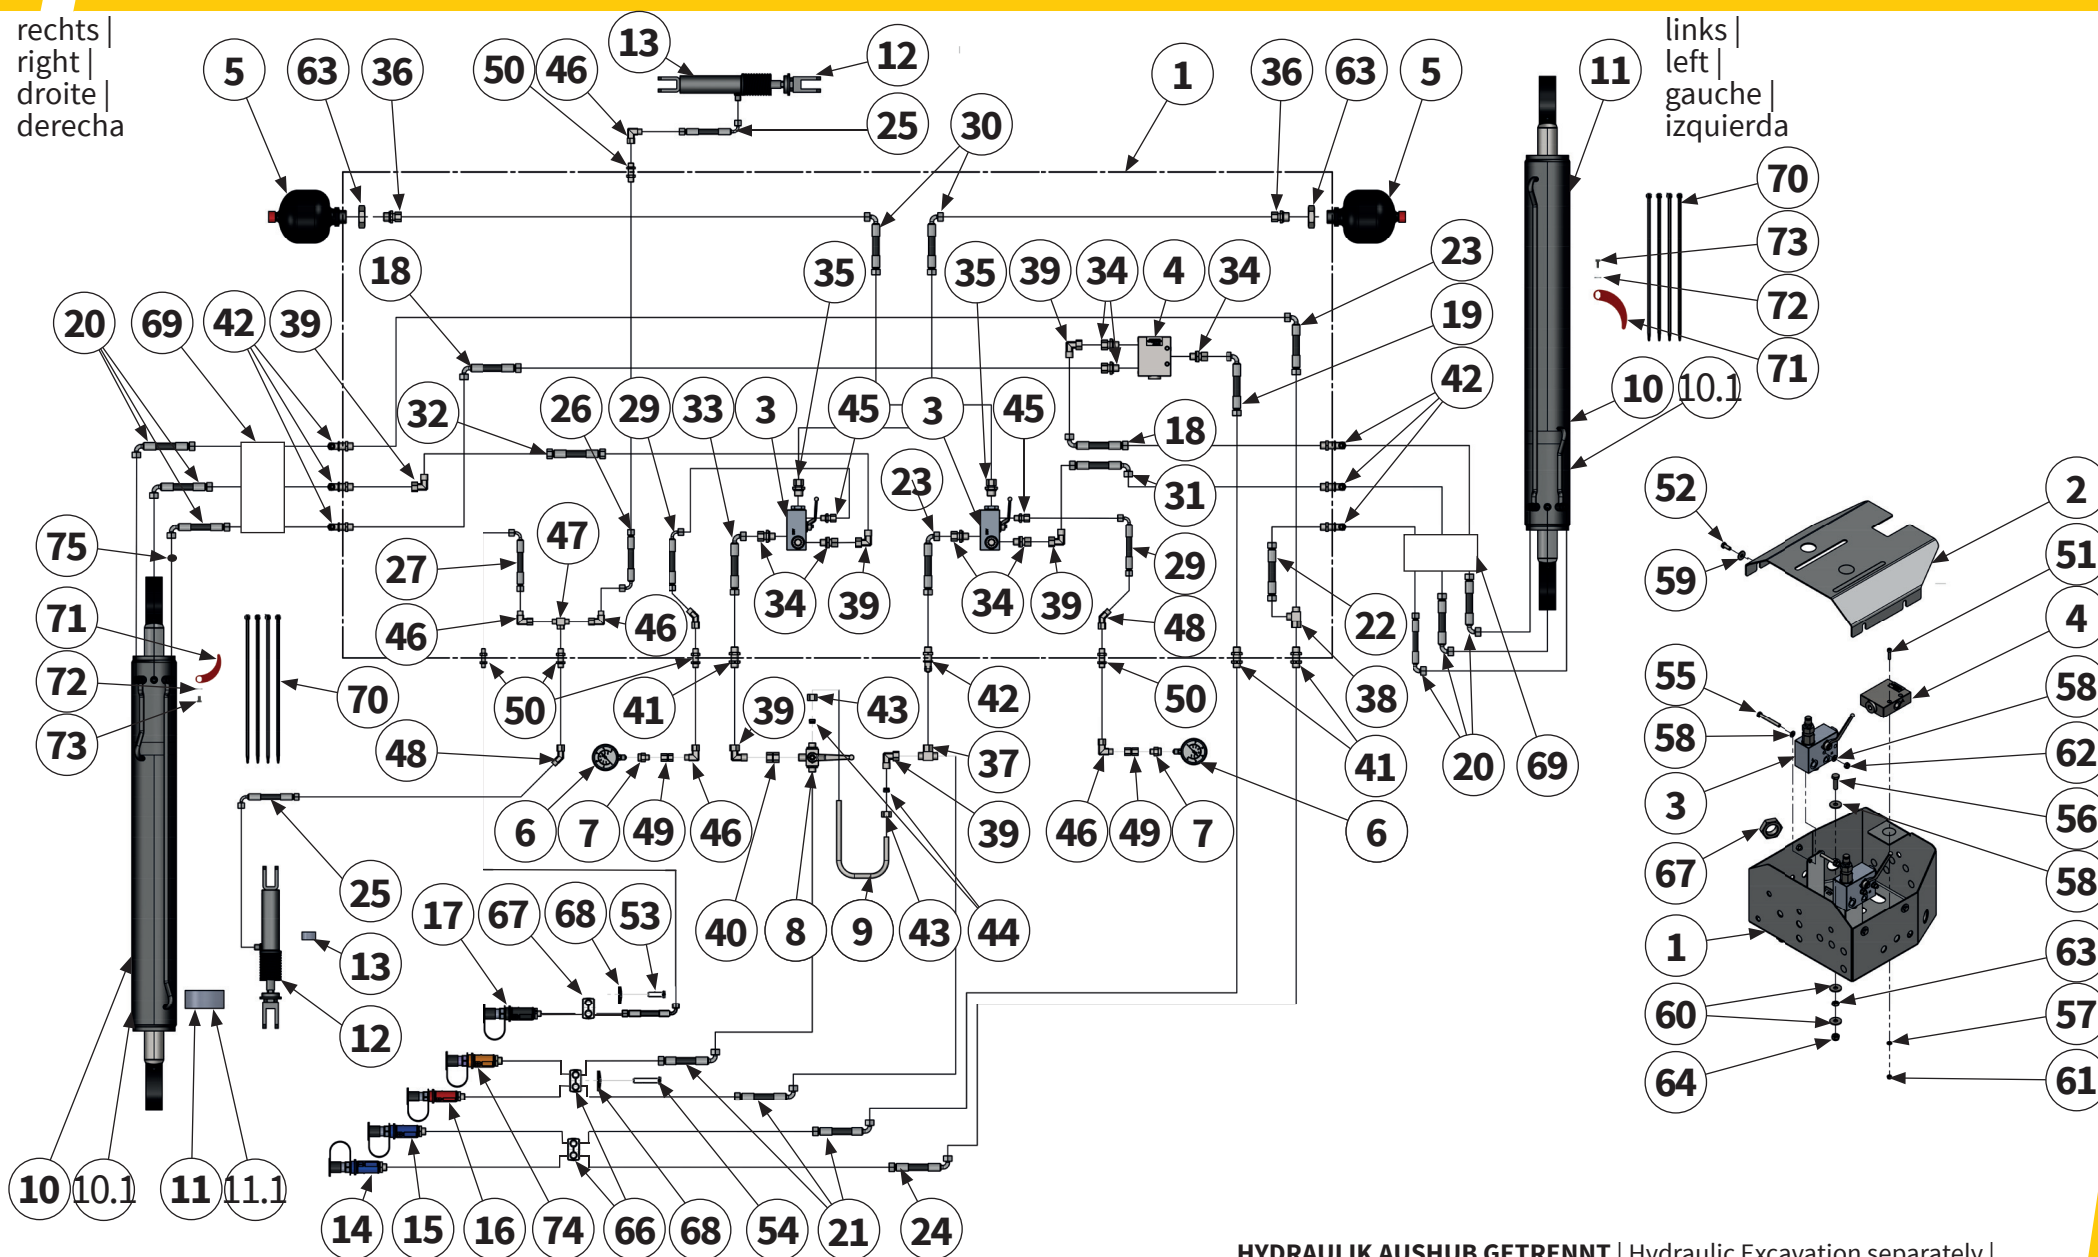 rechts |
right |
droite |
derecha
links |
left |
gauche |
izquierda
5 63 36 50 46 13 12 1 36 63 5 11
25 30
70
18 35 35 39 34 4 34 23 73
20 69 42 39 19 72
71
32 26 29 33 3 45 3 45 42 10 10.1
18
23 31 52 2
75 47 51
27 29 59
71 34 39 34 39 48 22 4
46 46
55 58
72 70 50 41 39 43 42 50 38
73 48 37 41 20 69 58 62
3 56
6 7 49 46 39 46 49 7 6
67 58
25 17 67 68 53 40 8 9 43 44
13 1 63
12 60 57
64 61
10 10.1 11 11.1
14 15 16 74 66 68 54 21 24
HYDRAULIK AUSHUB GETRENNT | Hydraulic Excavation separately |